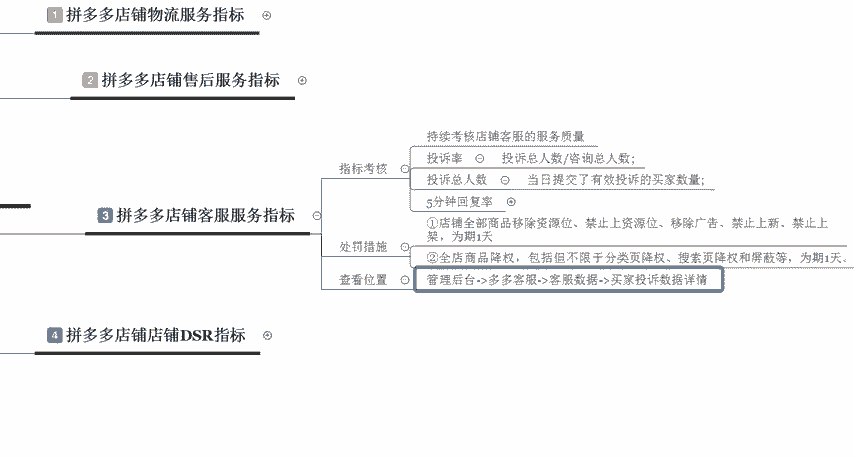 1 拼多多店铺物流服务指标
2 拼多多店铺售后服务指标
3 拼多多店铺客服服务指标
指标考核
持续考核店铺客服的服务质量
投诉率 投诉总人数/咨询总人数;
投诉总人数 当日提交了有效投诉的买家数量;
5分钟回复率
处罚措施
①店铺全部商品移除资源位、禁止上资源位、移除广告、禁止上新、禁止上
架，为期1天
②全店商品降权，包括但不限于分类页降权、搜索页降权和屏蔽等，为期1天。
查看位置
管理后台->多多客服->客服数据->买家投诉数据详情
4 拼多多店铺店铺DSR指标